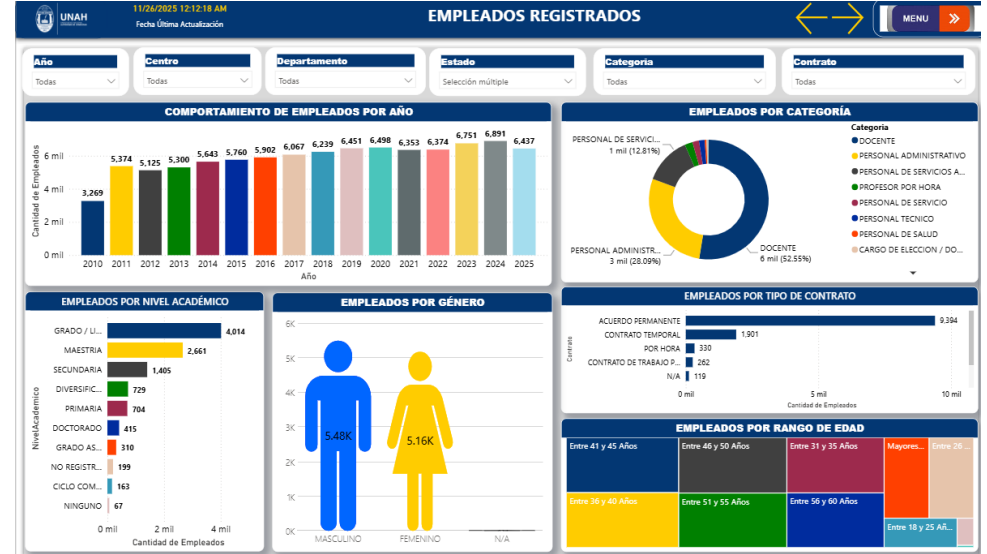 UNAH
11/26/2025 12:12:18 AM
Fecha Última Actualización
EMPLEADOS REGISTRADOS
MENU
Año
Todas
Centro
Todas
Departamento
Todas
Estado
Selección múltiple
Categoria
Todas
Contrato
Todas
COMPORTAMIENTO DE EMPLEADOS POR AÑO
Cantidad de Empleados
6 mil
4 mil
2 mil
0 mil
3,269
5,374
5,125
5,300
5,643
5,760
5,902
6,067
6,239
6,451
6,498
6,353
6,374
6,751
6,891
6,437
2010 2011 2012 2013 2014 2015 2016 2017 2018 2019 2020 2021 2022 2023 2024 2025
Año
EMPLEADOS POR CATEGORÍA
PERSONAL DE SERVICI...
1 mil (12.81%)
PERSONAL ADMINISTR...
3 mil (28.09%)
DOCENTE
6 mil (52.55%)
Categoria
DOCENTE
PERSONAL ADMINISTRATIVO
PERSONAL DE SERVICIOS A...
PROFESOR POR HORA
PERSONAL DE SERVICIO
PERSONAL TECNICO
PERSONAL DE SALUD
CARGO DE ELECCION / DO...
EMPLEADOS POR NIVEL ACADÉMICO
NivelAcademico
GRADO / LI... 4,014
MAESTRIA 2,661
SECUNDARIA 1,405
DIVERSIFIC... 729
PRIMARIA 704
DOCTORADO 415
GRADO AS... 310
NO REGISTR... 199
CICLO COM... 163
NINGUNO 67
0 mil 2 mil 4 mil
Cantidad de Empleados
EMPLEADOS POR GÉNERO
6K
5K
4K
3K
2K
1K
0K
5.48K
5.16K
MASCULINO FEMENINO N/A
EMPLEADOS POR TIPO DE CONTRATO
Contrato
ACUERDO PERMANENTE 9,394
CONTRATO TEMPORAL 1,901
POR HORA 330
CONTRATO DE TRABAJO P... 262
N/A 119
0 mil 5 mil 10 mil
Cantidad de Empleados
EMPLEADOS POR RANGO DE EDAD
Entre 41 y 45 Años
Entre 46 y 50 Años
Entre 31 y 35 Años
Mayores...
Entre 26 ...
Entre 36 y 40 Años
Entre 51 y 55 Años
Entre 56 y 60 Años
Entre 18 y 25 Añ...